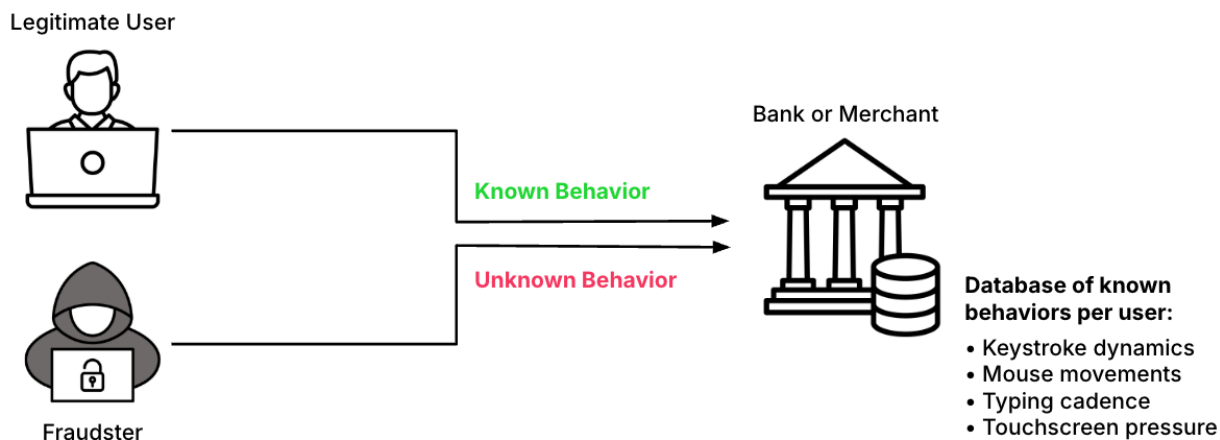 Legitimate User
Bank or Merchant
Known Behavior
Unknown Behavior
Database of known
behaviors per user:
• Keystroke dynamics
• Mouse movements
• Typing cadence
• Touchscreen pressure
Fraudster